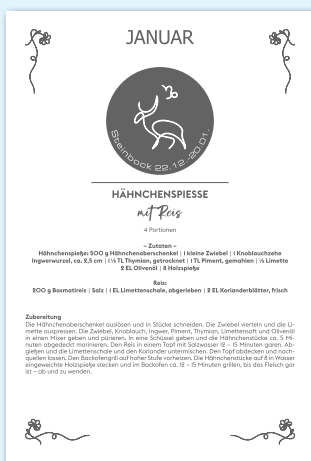 JANUAR
Steinbock 22.12.-20.01.
HÄHNCHENSPIESSE
mit Reis
4 Portionen
– Zutaten –
Hähnchenspieße: 500 g Hähnchenoberschenkel | 1 kleine Zwiebel | 1 Knoblauchzehe
Ingwerwurzel, ca. 2,5 cm | 1 ½ TL Thymian, getrocknet | 1 TL Piment, gemahlen | ½ Limette
2 EL Olivenöl | 8 Holzspieße
Reis:
200 g Basmatireis | Salz | 1 EL Limettenschale, abgerieben | 2 EL Korianderblätter, frisch
Zubereitung
Die Hähnchenoberschenkel auslösen und in Stücke schneiden. Die Zwiebel vierteln und die Li-
mette auspressen. Die Zwiebel, Knoblauch, Ingwer, Piment, Thymian, Limettensaft und Olivenöl
in einen Mixer geben und pürieren. In eine Schüssel geben und die Hähnchenstücke ca. 5 Mi-
nuten abgedeckt marinieren. Den Reis in einem Topf mit Salzwasser 12 – 15 Minuten garen. Ab-
gießen und die Limettenschale und den Koriander untermischen. Den Topf abdecken und nach-
quellen lassen. Den Backofengrill auf hoher Stufe vorheizen. Die Hähnchenstücke auf 8 in Wasser
eingeweichte Holzspieße stecken und im Backofen ca. 12 – 15 Minuten grillen, bis das Fleisch gar
ist – ab und zu wenden.